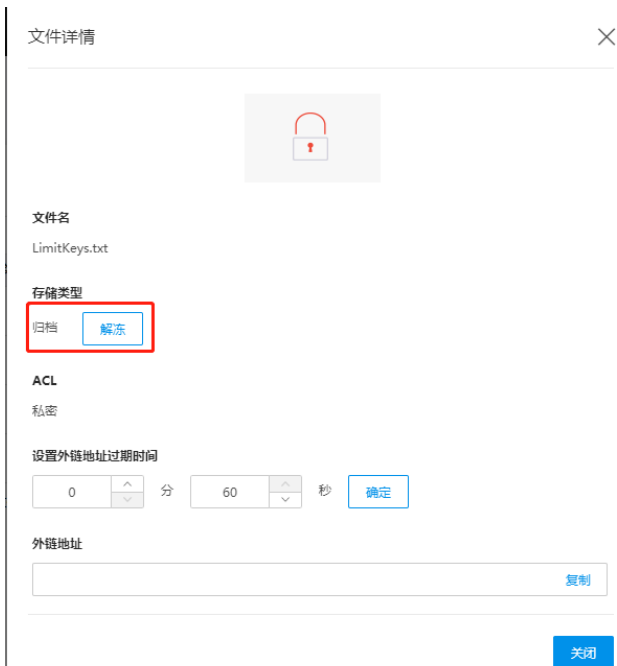 文件详情
文件名
LimitKeys.txt
存储类型
归档 解冻
ACL
私密
设置外链地址过期时间
0 分 60 秒 确定
外链地址
复制
关闭